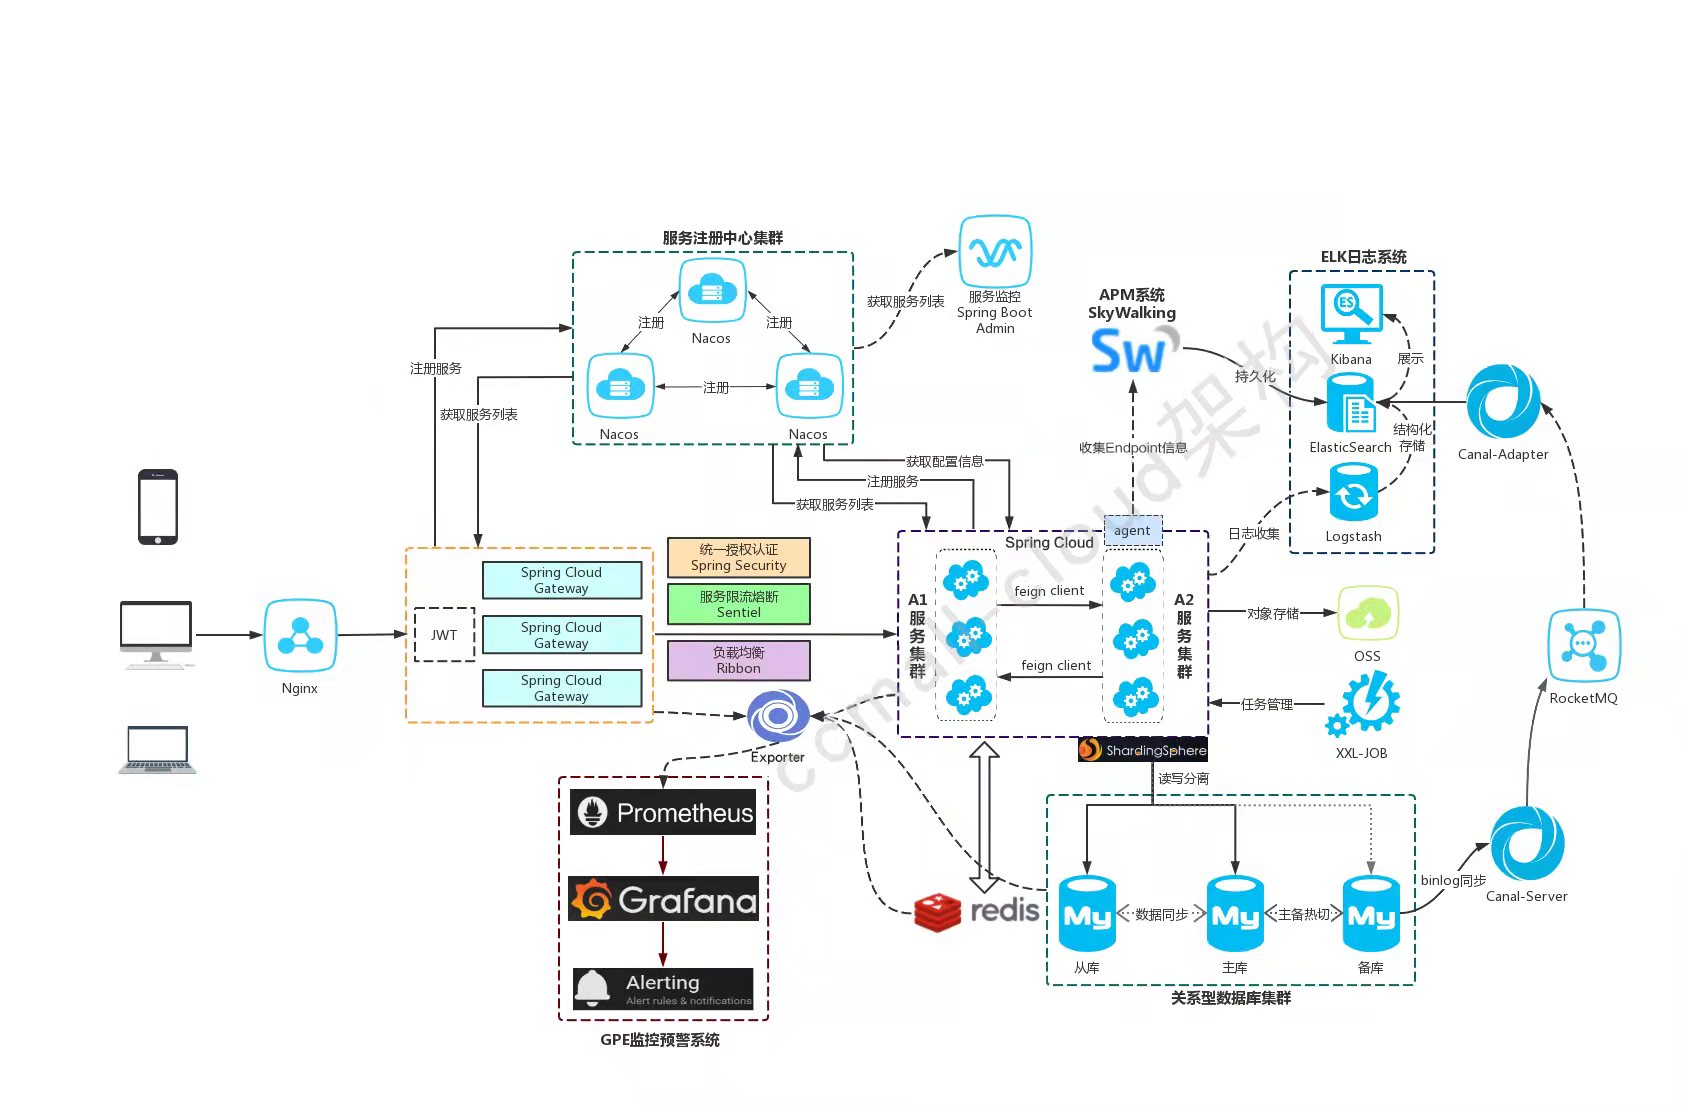 服务注册中心集群
Nacos
注册
注册
注册
Nacos
Nacos
获取服务列表
服务监控
Spring Boot
Admin
APM系统
SkyWalking
Sw
持久化
收集Endpoint信息
ELK日志系统
ES
Kibana
展示
ElasticSearch
结构化
存储
Logstash
Canal-Adapter
注册服务
获取服务列表
获取配置信息
注册服务
获取服务列表
日志收集
Nginx
JWT
Spring Cloud
Gateway
Spring Cloud
Gateway
Spring Cloud
Gateway
统一授权认证
Spring Security
服务限流熔断
Sentiel
负载均衡
Ribbon
Spring Cloud
agent
A1
服
务
集
群
feign client
feign client
A2
服
务
集
群
对象存储
OSS
任务管理
XXL-JOB
RocketMQ
Exporter
ShardingSphere
读写分离
Prometheus
Grafana
Alerting
Alert rules & notifications
GPE监控预警系统
redis
My
数据同步
My
主备热切
My
从库
主库
备库
关系型数据库集群
binlog同步
Canal-Server
ccmall-cloud架构